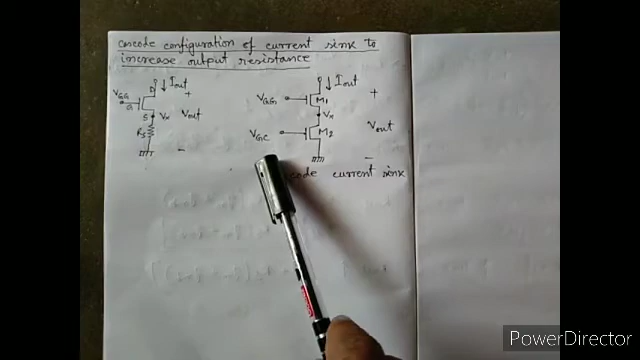 cascode configuration of current sink to
increase output resistance
D ↓ Iout
VGG
G
+
S
Vx
Vout
Rs
-
↓ Iout
VGG
M1
+
Vx
VGC
M2
Vout
-
code current sink
PowerDirector